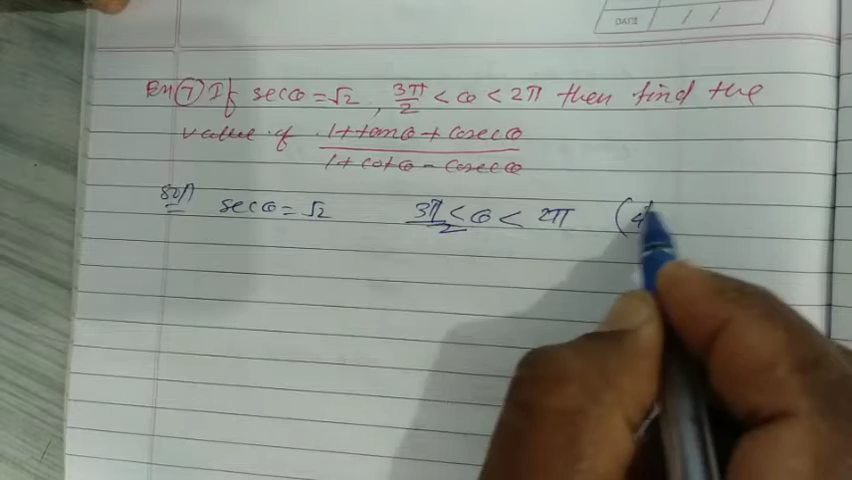 DATE / /
Ex ⑦ If secθ = √2 , 3π/2 < θ < 2π then find the
value of (1 + tanθ + cosecθ)/(1 + cotθ - cosecθ)
Solⁿ secθ = √2 3π/2 < θ < 2π (4